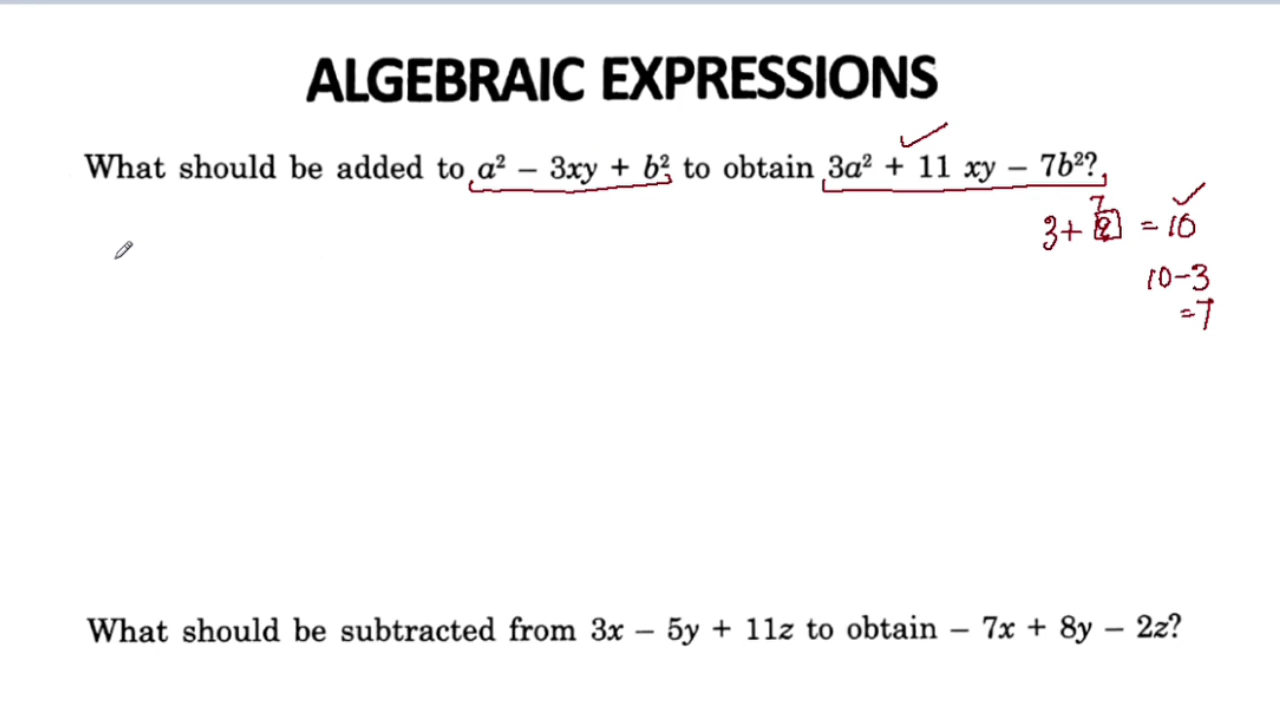 ALGEBRAIC EXPRESSIONS
What should be added to a² − 3xy + b² to obtain 3a² + 11 xy − 7b²?
7
3+ ? = 10
10−3
=7
What should be subtracted from 3x − 5y + 11z to obtain − 7x + 8y − 2z?